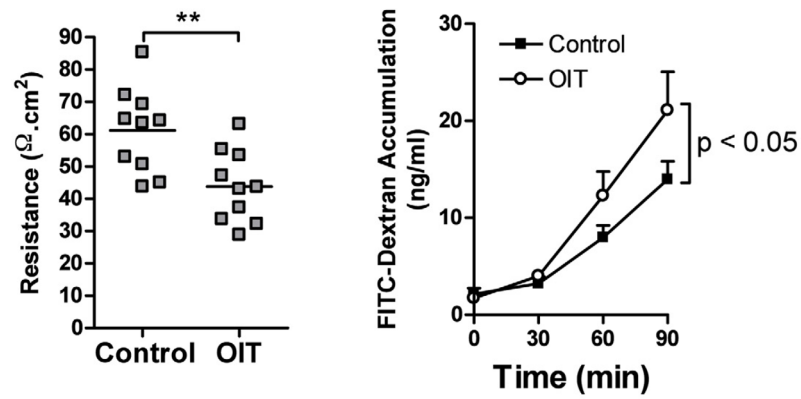 **
90
80
70
60
50
40
30
20
10
0
Resistance (Ω.cm²)
Control OIT
30
20
10
0
FITC-Dextran Accumulation
(ng/ml)
Control
OIT
p < 0.05
0 30 60 90
Time (min)